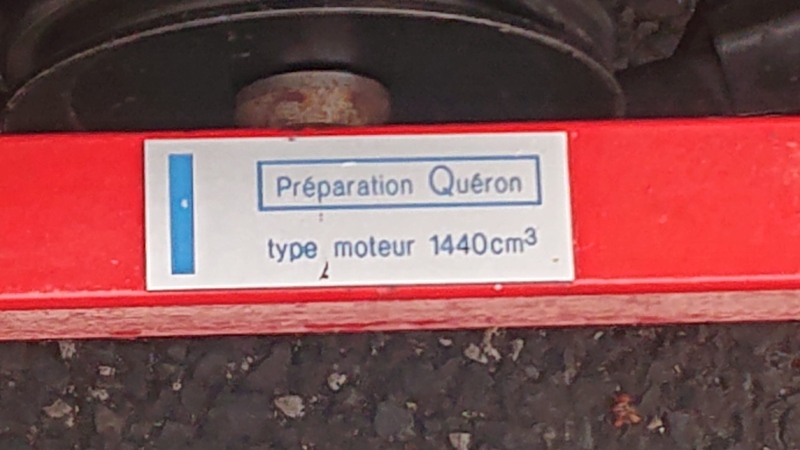 Préparation Quéron
type moteur 1440cm³